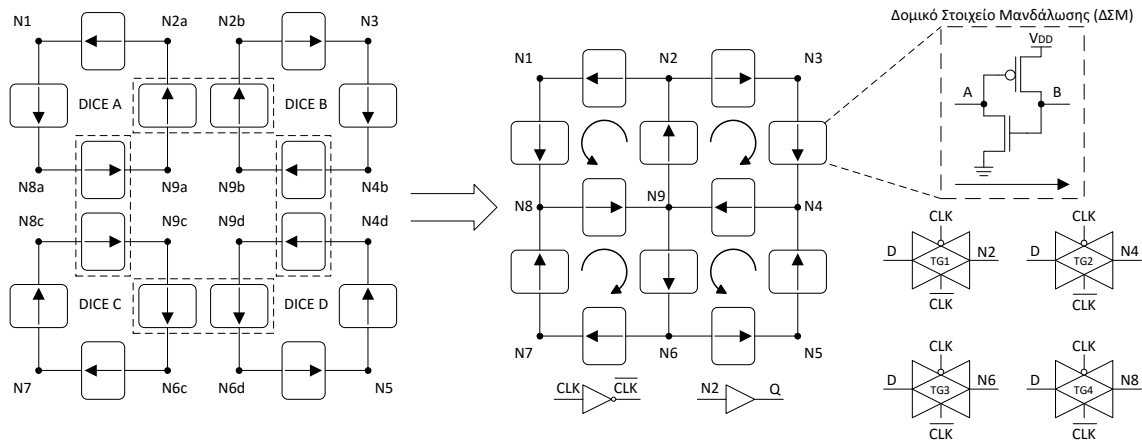 Δομικό Στοιχείο Μανδάλωσης (ΔΣΜ)
N1 N2a N2b N3
DICE A DICE B
N8a N9a N9b N4b
N8c N9c N9d N4d
DICE C DICE D
N7 N6c N6d N5
N1 N2 N3
N8 N9 N4
N7 N6 N5
CLK CLK
N2 Q
VDD
A B
CLK CLK
D TG1 N2 D TG2 N4
CLK CLK
CLK CLK
D TG3 N6 D TG4 N8
CLK CLK